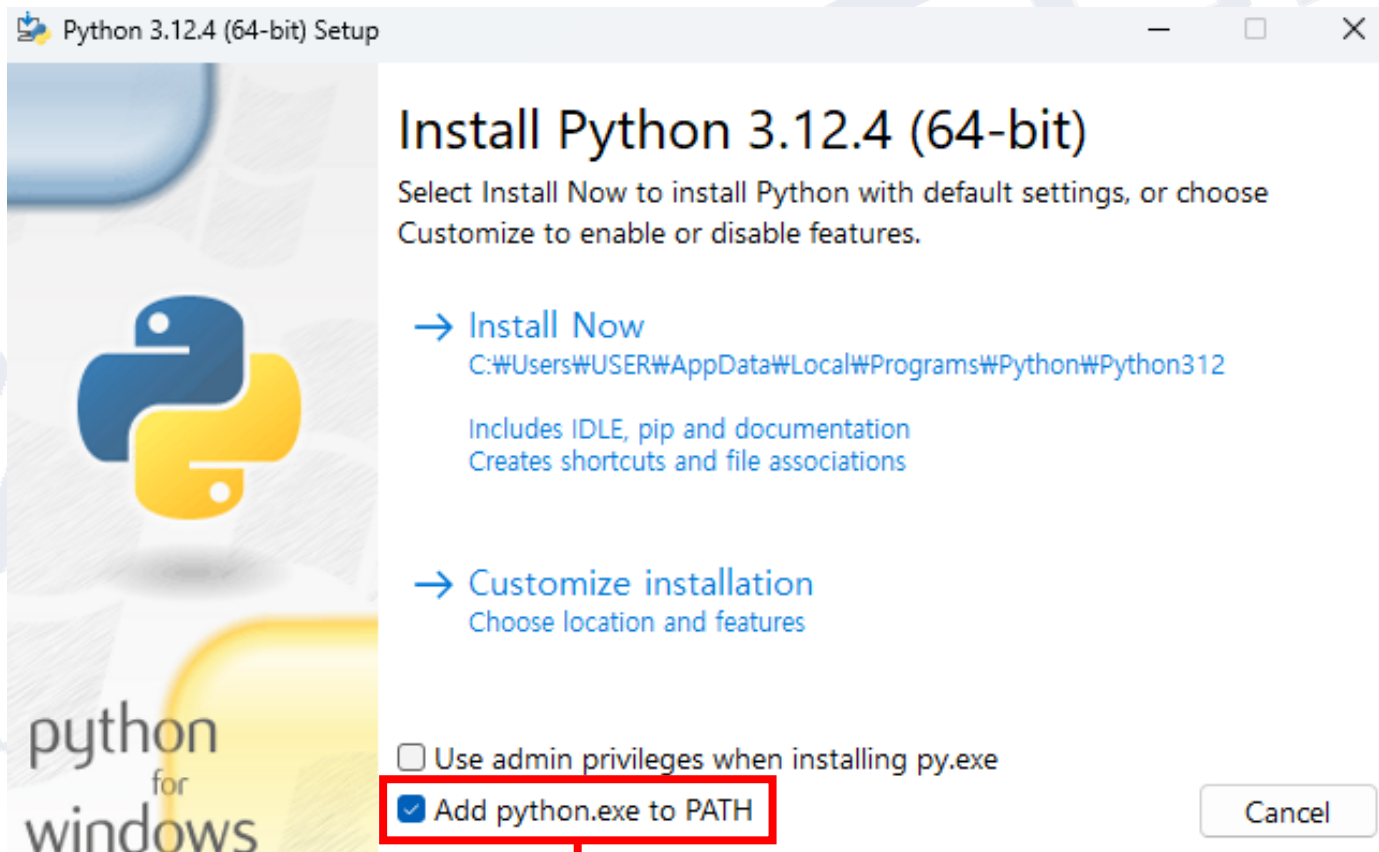 Python 3.12.4 (64-bit) Setup
Install Python 3.12.4 (64-bit)
Select Install Now to install Python with default settings, or choose
Customize to enable or disable features.
→ Install Now
C:₩Users₩USER₩AppData₩Local₩Programs₩Python₩Python312
Includes IDLE, pip and documentation
Creates shortcuts and file associations
→ Customize installation
Choose location and features
python
for
windows
Use admin privileges when installing py.exe
Add python.exe to PATH
Cancel